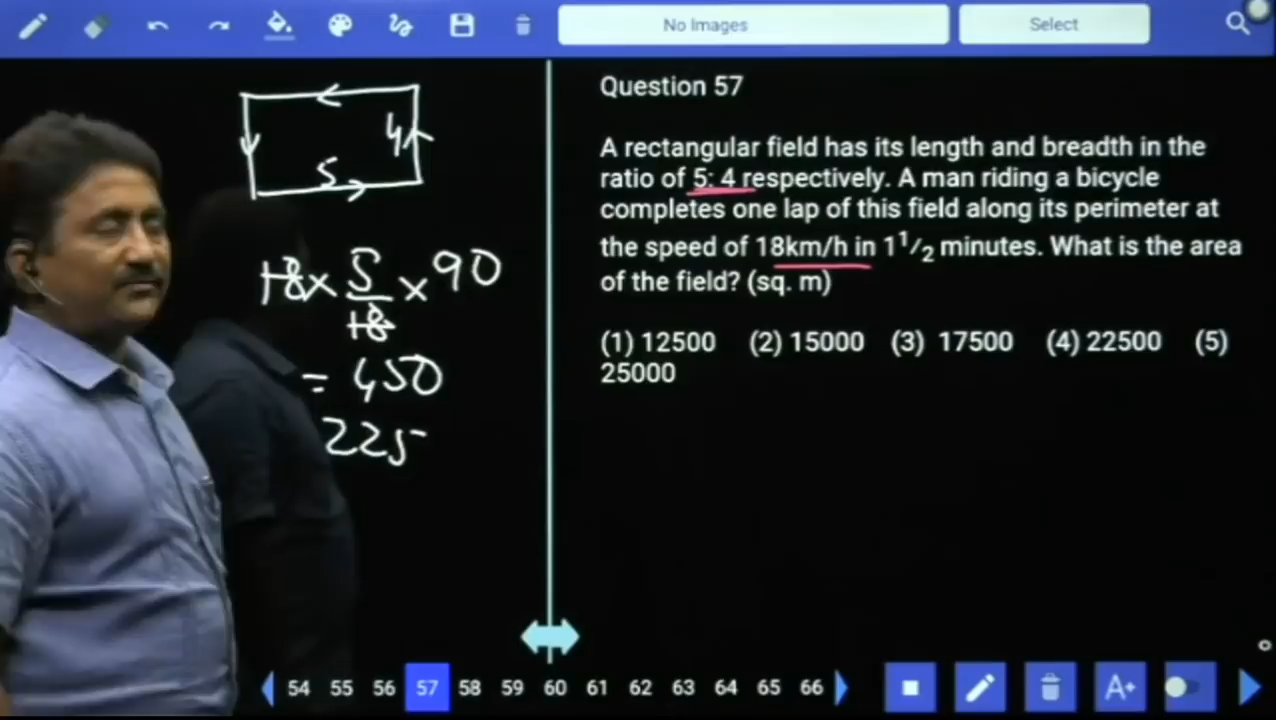 No Images
Select
5
4
18 × 5/18 × 90
= 450
225
Question 57
A rectangular field has its length and breadth in the
ratio of 5: 4 respectively. A man riding a bicycle
completes one lap of this field along its perimeter at
the speed of 18km/h in 1 1/2 minutes. What is the area
of the field? (sq. m)
(1) 12500 (2) 15000 (3) 17500 (4) 22500 (5)
25000
54 55 56 57 58 59 60 61 62 63 64 65 66
A+